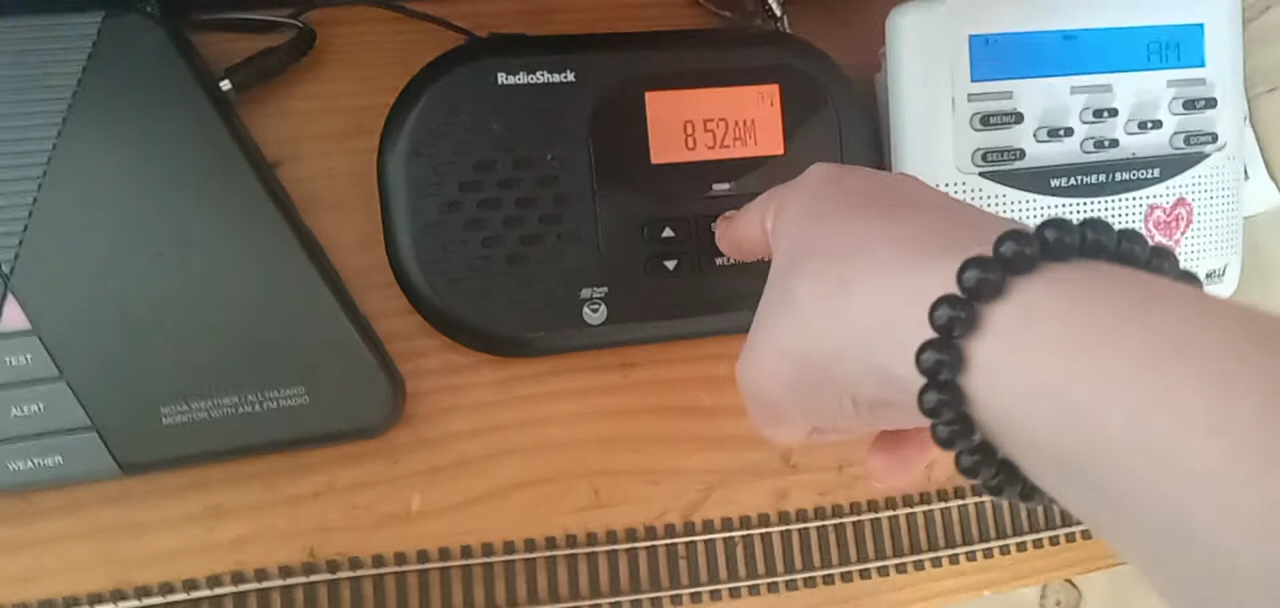 RadioShack
8 52AM
AM
MENU
UP
SELECT
DOWN
WEATHER / SNOOZE
TEST
ALERT
WEATHER
NOAA WEATHER / ALL HAZARD
MONITOR WITH AM & FM RADIO